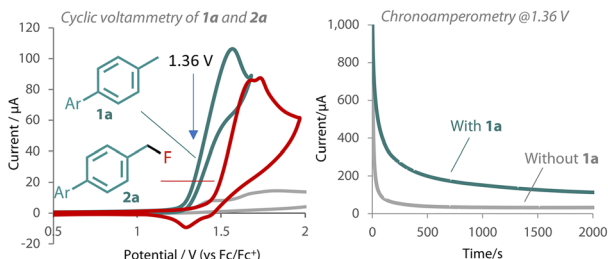 Cyclic voltammetry of 1a and 2a
Current / µA
120
100
80
60
40
20
0
-20
0.5
1
1.5
2
Potential / V (vs Fc/Fc+)
1.36 V
Ar
1a
F
Ar
2a
Chronoamperometry @1.36 V
Current/µA
1,000
800
600
400
200
0
0
500
1000
1500
2000
Time/s
With 1a
Without 1a